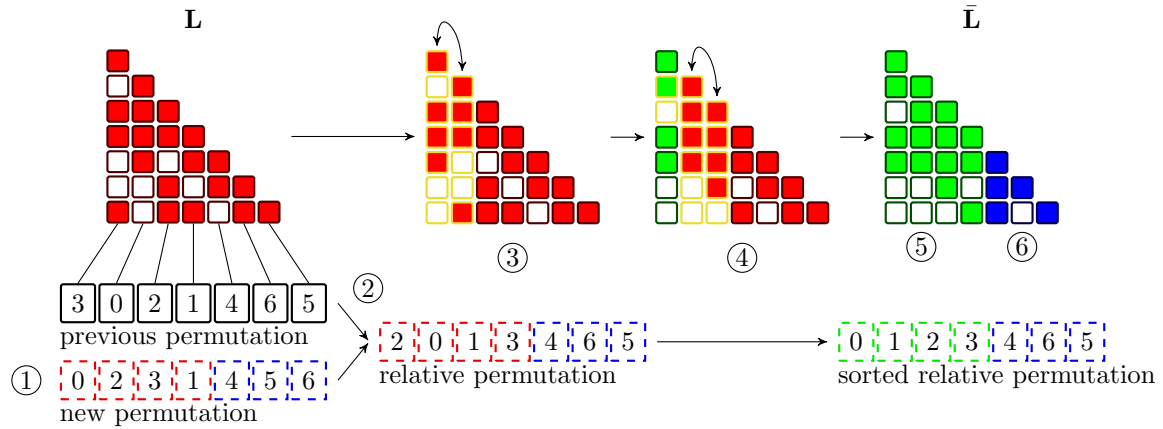 L L̄
③ ④ ⑤ ⑥
3 0 2 1 4 6 5 ②
previous permutation
2 0 1 3 4 6 5
relative permutation
0 1 2 3 4 6 5
sorted relative permutation
① 0 2 3 1 4 5 6
new permutation